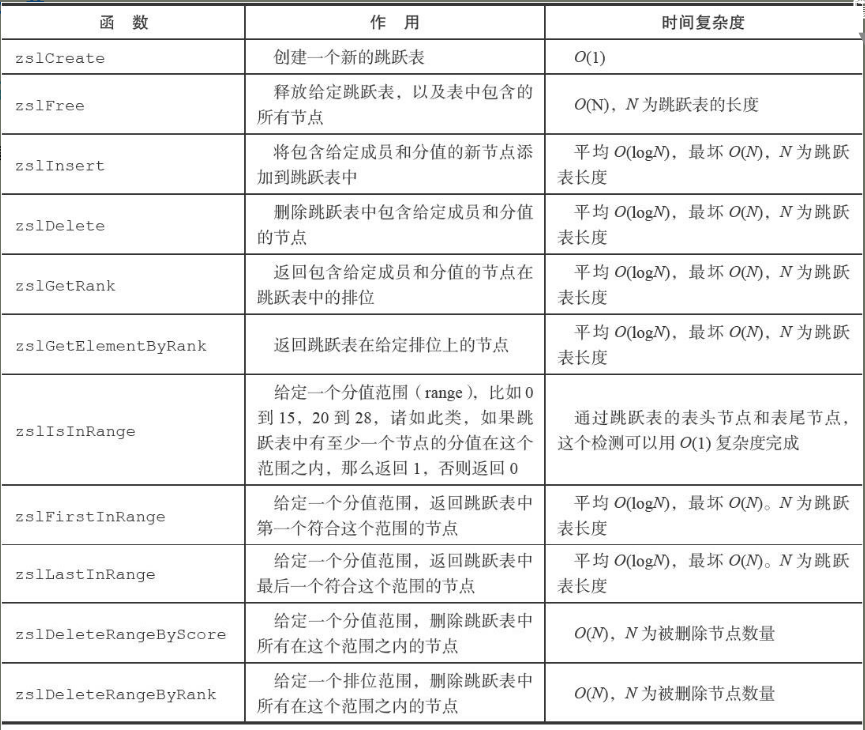 函 数 作 用 时间复杂度
zslCreate 创建一个新的跳跃表 O(1)
zslFree 释放给定跳跃表，以及表中包含的
所有节点 O(N)，N 为跳跃表的长度
zslInsert 将包含给定成员和分值的新节点添
加到跳跃表中 平均 O(logN)，最坏 O(N)，N 为跳跃
表长度
zslDelete 删除跳跃表中包含给定成员和分值
的节点 平均 O(logN)，最坏 O(N)，N 为跳跃
表长度
zslGetRank 返回包含给定成员和分值的节点在
跳跃表中的排位 平均 O(logN)，最坏 O(N)，N 为跳跃
表长度
zslGetElementByRank 返回跳跃表在给定排位上的节点 平均 O(logN)，最坏 O(N)，N 为跳跃
表长度
zslIsInRange 给定一个分值范围（range），比如 0
到 15，20 到 28，诸如此类，如果跳
跃表中有至少一个节点的分值在这个
范围之内，那么返回 1，否则返回 0 通过跳跃表的表头节点和表尾节点，
这个检测可以用 O(1) 复杂度完成
zslFirstInRange 给定一个分值范围，返回跳跃表中
第一个符合这个范围的节点 平均 O(logN)，最坏 O(N)。N 为跳跃
表长度
zslLastInRange 给定一个分值范围，返回跳跃表中
最后一个符合这个范围的节点 平均 O(logN)，最坏 O(N)。N 为跳跃
表长度
zslDeleteRangeByScore 给定一个分值范围，删除跳跃表中
所有在这个范围之内的节点 O(N)，N 为被删除节点数量
zslDeleteRangeByRank 给定一个排位范围，删除跳跃表中
所有在这个范围之内的节点 O(N)，N 为被删除节点数量